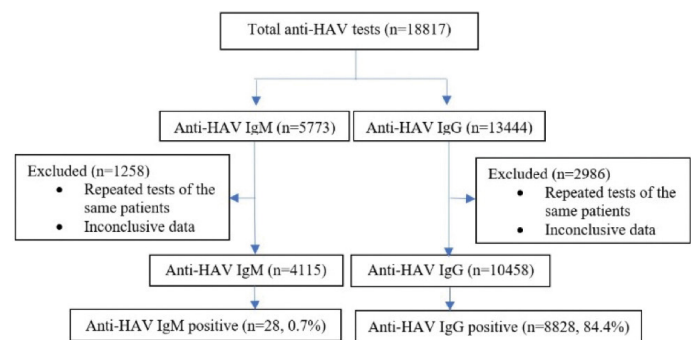 Total anti-HAV tests (n=18817)
Anti-HAV IgM (n=5773)
Anti-HAV IgG (n=13444)
Excluded (n=1258)
• Repeated tests of the
same patients
• Inconclusive data
Excluded (n=2986)
• Repeated tests of the
same patients
• Inconclusive data
Anti-HAV IgM (n=4115)
Anti-HAV IgG (n=10458)
Anti-HAV IgM positive (n=28, 0.7%)
Anti-HAV IgG positive (n=8828, 84.4%)